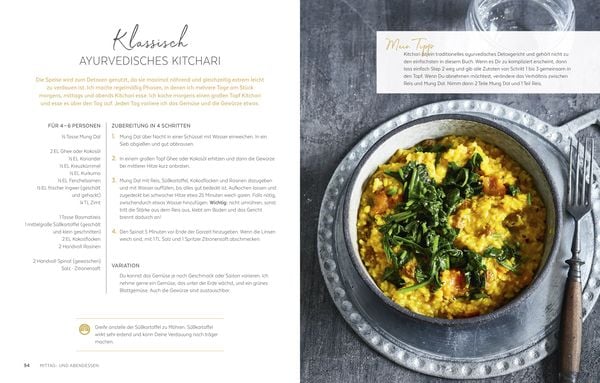 Klassisch
AYURVEDISCHES KITCHARI
Die Speise wird zum Detoxen genutzt, da sie maximal nährend und gleichzeitig extrem leicht
zu verdauen ist. Ich mache regelmäßig Phasen, in denen ich mehrere Tage am Stück
morgens, mittags und abends Kitchari esse. Ich koche morgens einen großen Topf Kitchari
und esse es über den Tag auf. Jeden Tag variiere ich das Gemüse und die Gewürze etwas.
FÜR 4–6 PERSONEN
½ Tasse Mung Dal
2 EL Ghee oder Kokosöl
½ EL Koriander
½ EL Kreuzkümmel
½ EL Kurkuma
½ EL Fenchelsamen
½ EL frischer Ingwer (geschält
und gehackt)
¼ TL Zimt
1 Tasse Basmatireis
1 mittelgroße Süßkartoffel (geschält
und klein geschnitten)
2 EL Kokosflocken
2 Handvoll Rosinen
2 Handvoll Spinat (gewaschen)
Salz · Zitronensaft
ZUBEREITUNG IN 4 SCHRITTEN
1. Mung Dal über Nacht in einer Schüssel mit Wasser einweichen. In ein
Sieb abgießen und gut abbrausen.
2. In einem großen Topf Ghee oder Kokosöl erhitzen und darin die Gewürze
bei mittlerer Hitze kurz anbraten.
3. Mung Dal mit Reis, Süßkartoffel, Kokosflocken und Rosinen dazugeben
und mit Wasser auffüllen, bis alles gut bedeckt ist. Aufkochen lassen und
zugedeckt bei schwacher Hitze etwa 20 Minuten weich garen. Falls nötig,
zwischendurch etwas Wasser hinzufügen. Wichtig: nicht umrühren, sonst
tritt die Stärke aus dem Reis aus, klebt am Boden und das Gericht
brennt dadurch an!
4. Den Spinat 5 Minuten vor Ende der Garzeit hinzugeben. Wenn die Linsen
weich sind, mit 1 TL Salz und 1 Spritzer Zitronensaft abschmecken.
VARIATION
Du kannst das Gemüse je nach Geschmack oder Saison variieren. Ich
nehme gerne ein Gemüse, das unter der Erde wächst, und ein grünes
Blattgemüse. Auch die Gewürze sind austauschbar.
Greife anstelle der Süßkartoffel zu Möhren. Süßkartoffel
wirkt sehr erdend und kann Deine Verdauung noch träger
machen.
94 MITTAG- UND ABENDESSEN
Mein Tipp
Kitchari ist ein traditionelles ayurvedisches Detoxgericht und gehört nicht zu
den einfachsten in diesem Buch. Wenn es Dir zu kompliziert erscheint, dann
lass einfach Step 2 weg und gib alle Zutaten von Schritt 1 bis 3 gemeinsam in
den Topf. Wenn Du abnehmen möchtest, verändere das Verhältnis zwischen
Reis und Mung Dal. Nimm dann 2 Teile Mung Dal und 1 Teil Reis.